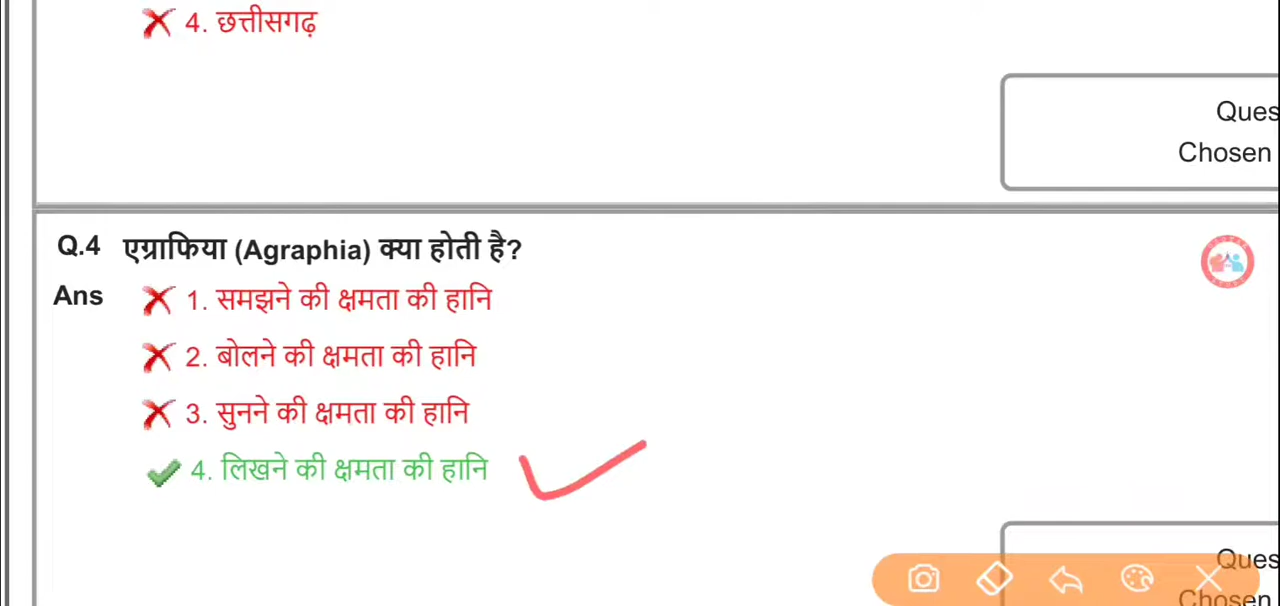 4. छत्तीसगढ़
Ques
Chosen
Q.4 एग्राफिया (Agraphia) क्या होती है?
Ans 1. समझने की क्षमता की हानि
2. बोलने की क्षमता की हानि
3. सुनने की क्षमता की हानि
4. लिखने की क्षमता की हानि
Ques
Chosen